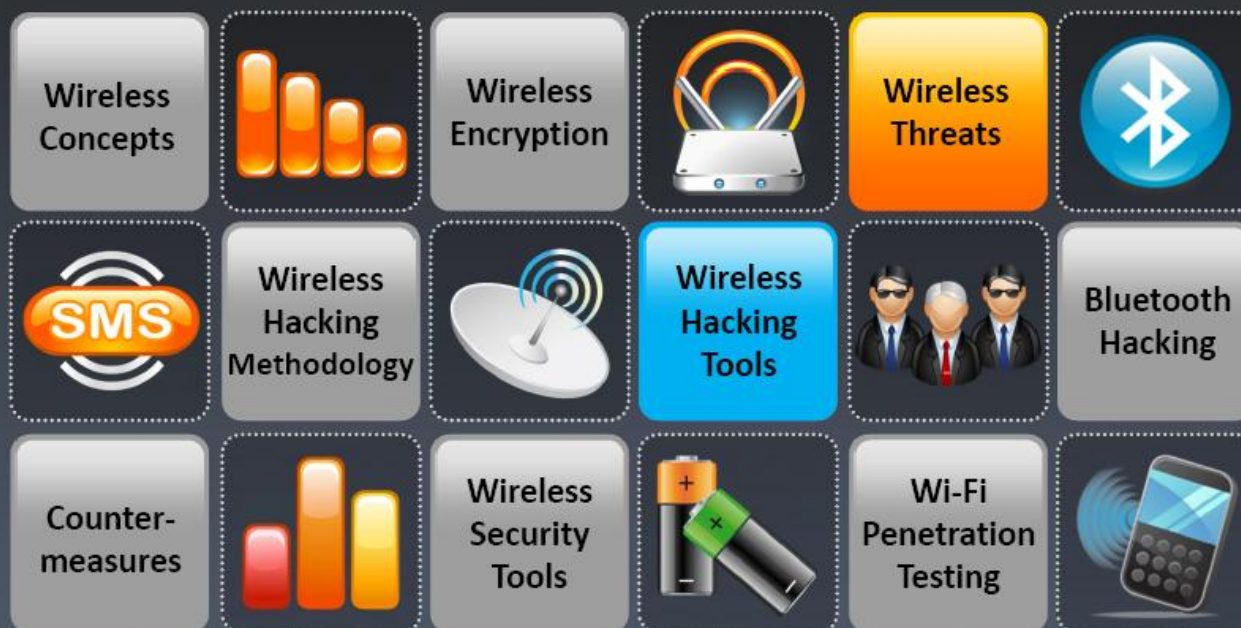 Wireless
Concepts
Wireless
Encryption
Wireless
Threats
SMS
Wireless
Hacking
Methodology
Wireless
Hacking
Tools
Bluetooth
Hacking
Counter-
measures
Wireless
Security
Tools
+
+
-
-
Wi-Fi
Penetration
Testing